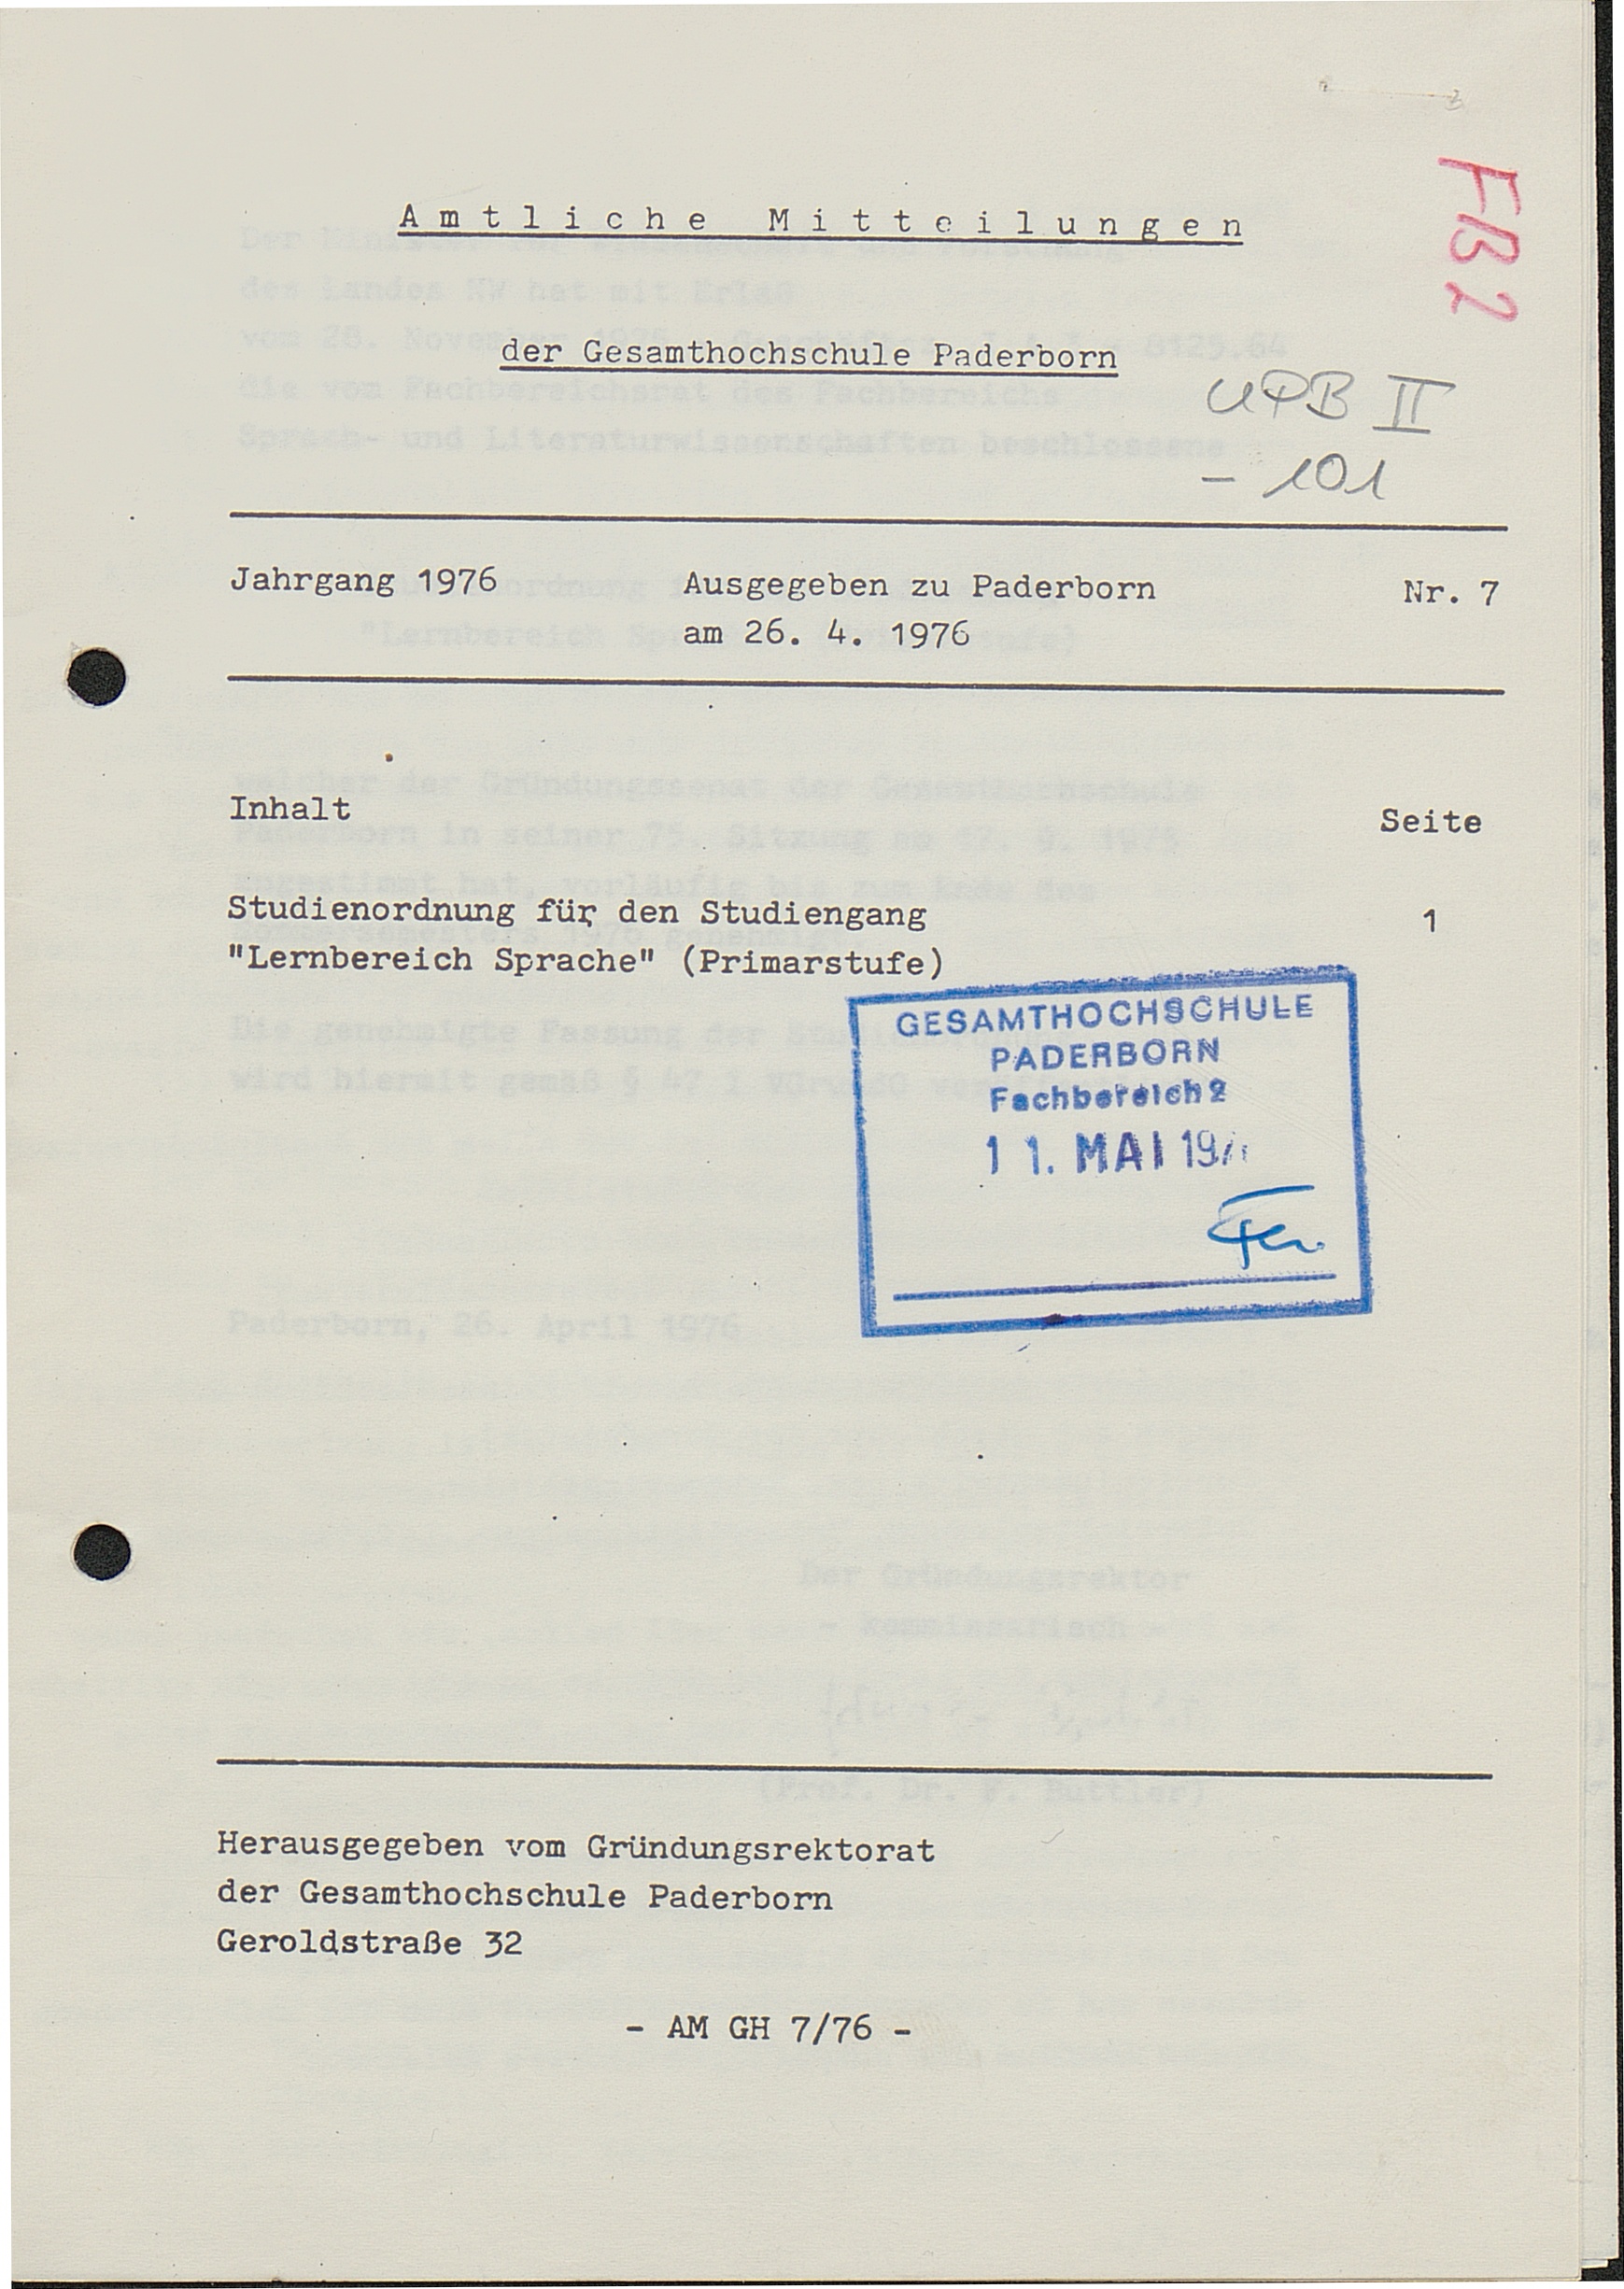 FB2
Amtliche Mitteilungen
der Gesamthochschule Paderborn
UPB II
- 101
Jahrgang 1976 Ausgegeben zu Paderborn Nr. 7
am 26. 4. 1976
Inhalt Seite
Studienordnung für den Studiengang 1
"Lernbereich Sprache" (Primarstufe)
GESAMTHOCHSCHULE
PADERBORN
Fachbereich 2
11. MAI
Herausgegeben vom Gründungsrektorat
der Gesamthochschule Paderborn
Geroldstraße 32
- AM GH 7/76 -